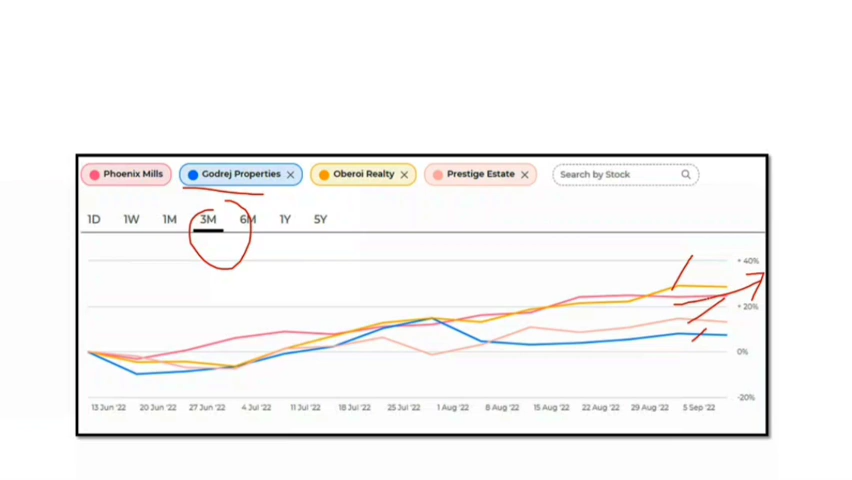 Phoenix Mills Godrej Properties Oberoi Realty Prestige Estate Search by Stock
1D 1W 1M 3M 6M 1Y 5Y
+ 40%
+ 20%
0%
-20%
13 Jun '22 20 Jun '22 27 Jun '22 4 Jul '22 11 Jul '22 18 Jul '22 25 Jul '22 1 Aug '22 8 Aug '22 15 Aug '22 22 Aug '22 29 Aug '22 5 Sep '22